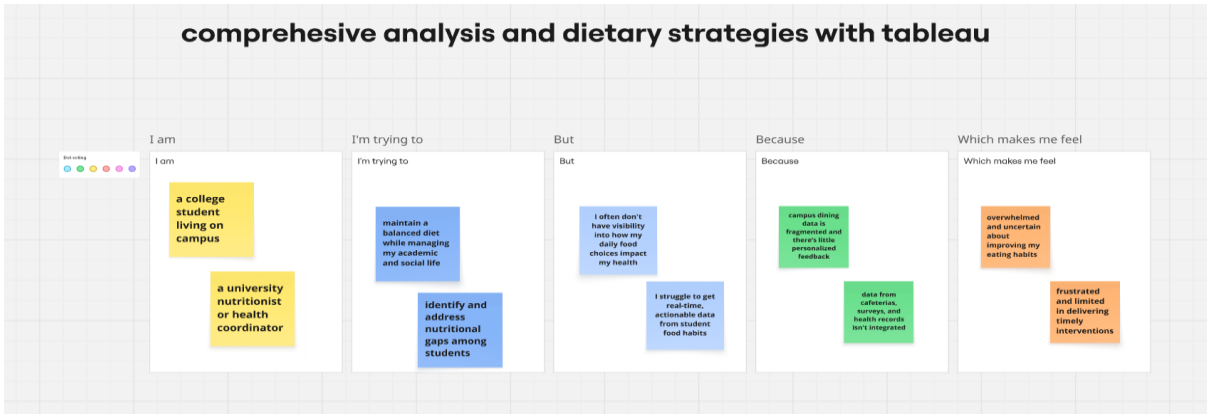 comprehesive analysis and dietary strategies with tableau
Dot voting
I am
I am
a college
student
living on
campus
a university
nutritionist
or health
coordinator
I'm trying to
I'm trying to
maintain a
balanced diet
while managing
my academic
and social life
identify and
address
nutritional
gaps among
students
But
But
I often don't
have visibility
into how my
daily food
choices impact
my health
I struggle to get
real-time,
actionable data
from student
food habits
Because
Because
campus dining
data is
fragmented and
there's little
personalized
feedback
data from
cafeterias,
surveys, and
health records
isn't integrated
Which makes me feel
Which makes me feel
overwhelmed
and uncertain
about
improving my
eating habits
frustrated
and limited
in delivering
timely
interventions